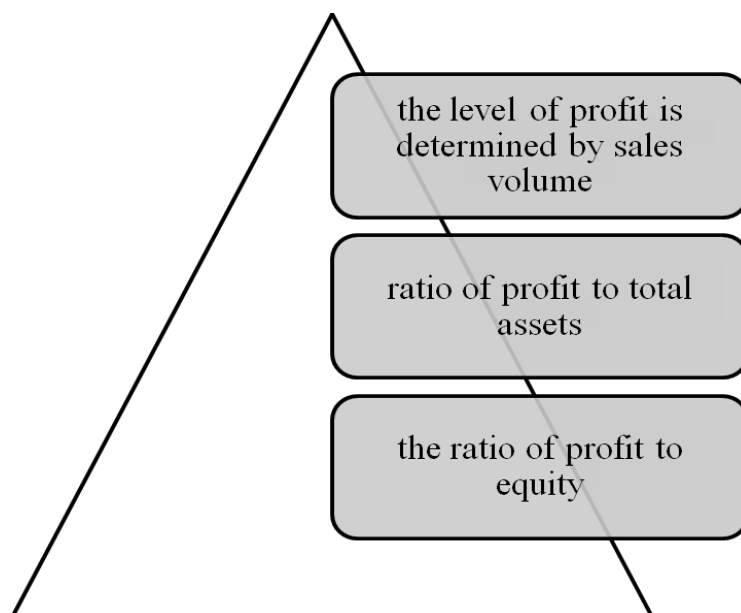 the level of profit is
determined by sales
volume
ratio of profit to total
assets
the ratio of profit to
equity